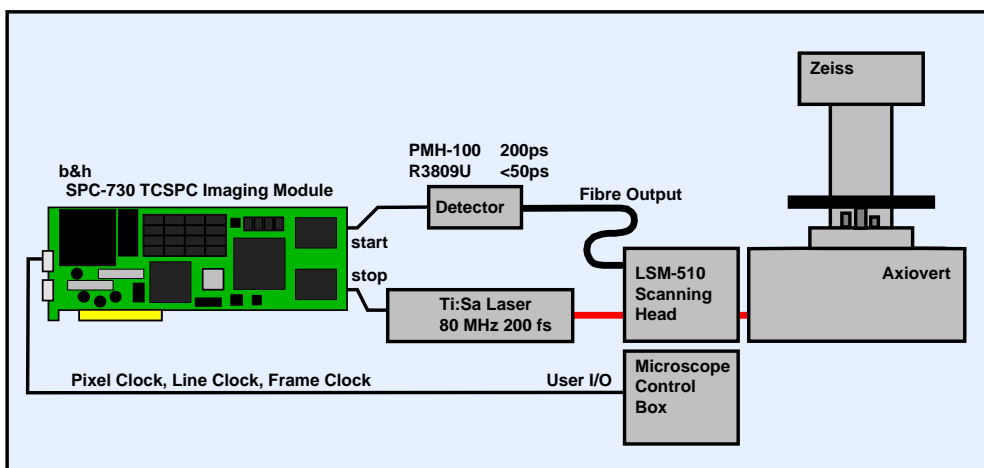 Zeiss
PMH-100 200ps
R3809U <50ps
b&h
SPC-730 TCSPC Imaging Module
Detector
Fibre Output
start
stop
LSM-510
Scanning
Head
Axiovert
Ti:Sa Laser
80 MHz 200 fs
Pixel Clock, Line Clock, Frame Clock
User I/O
Microscope
Control
Box